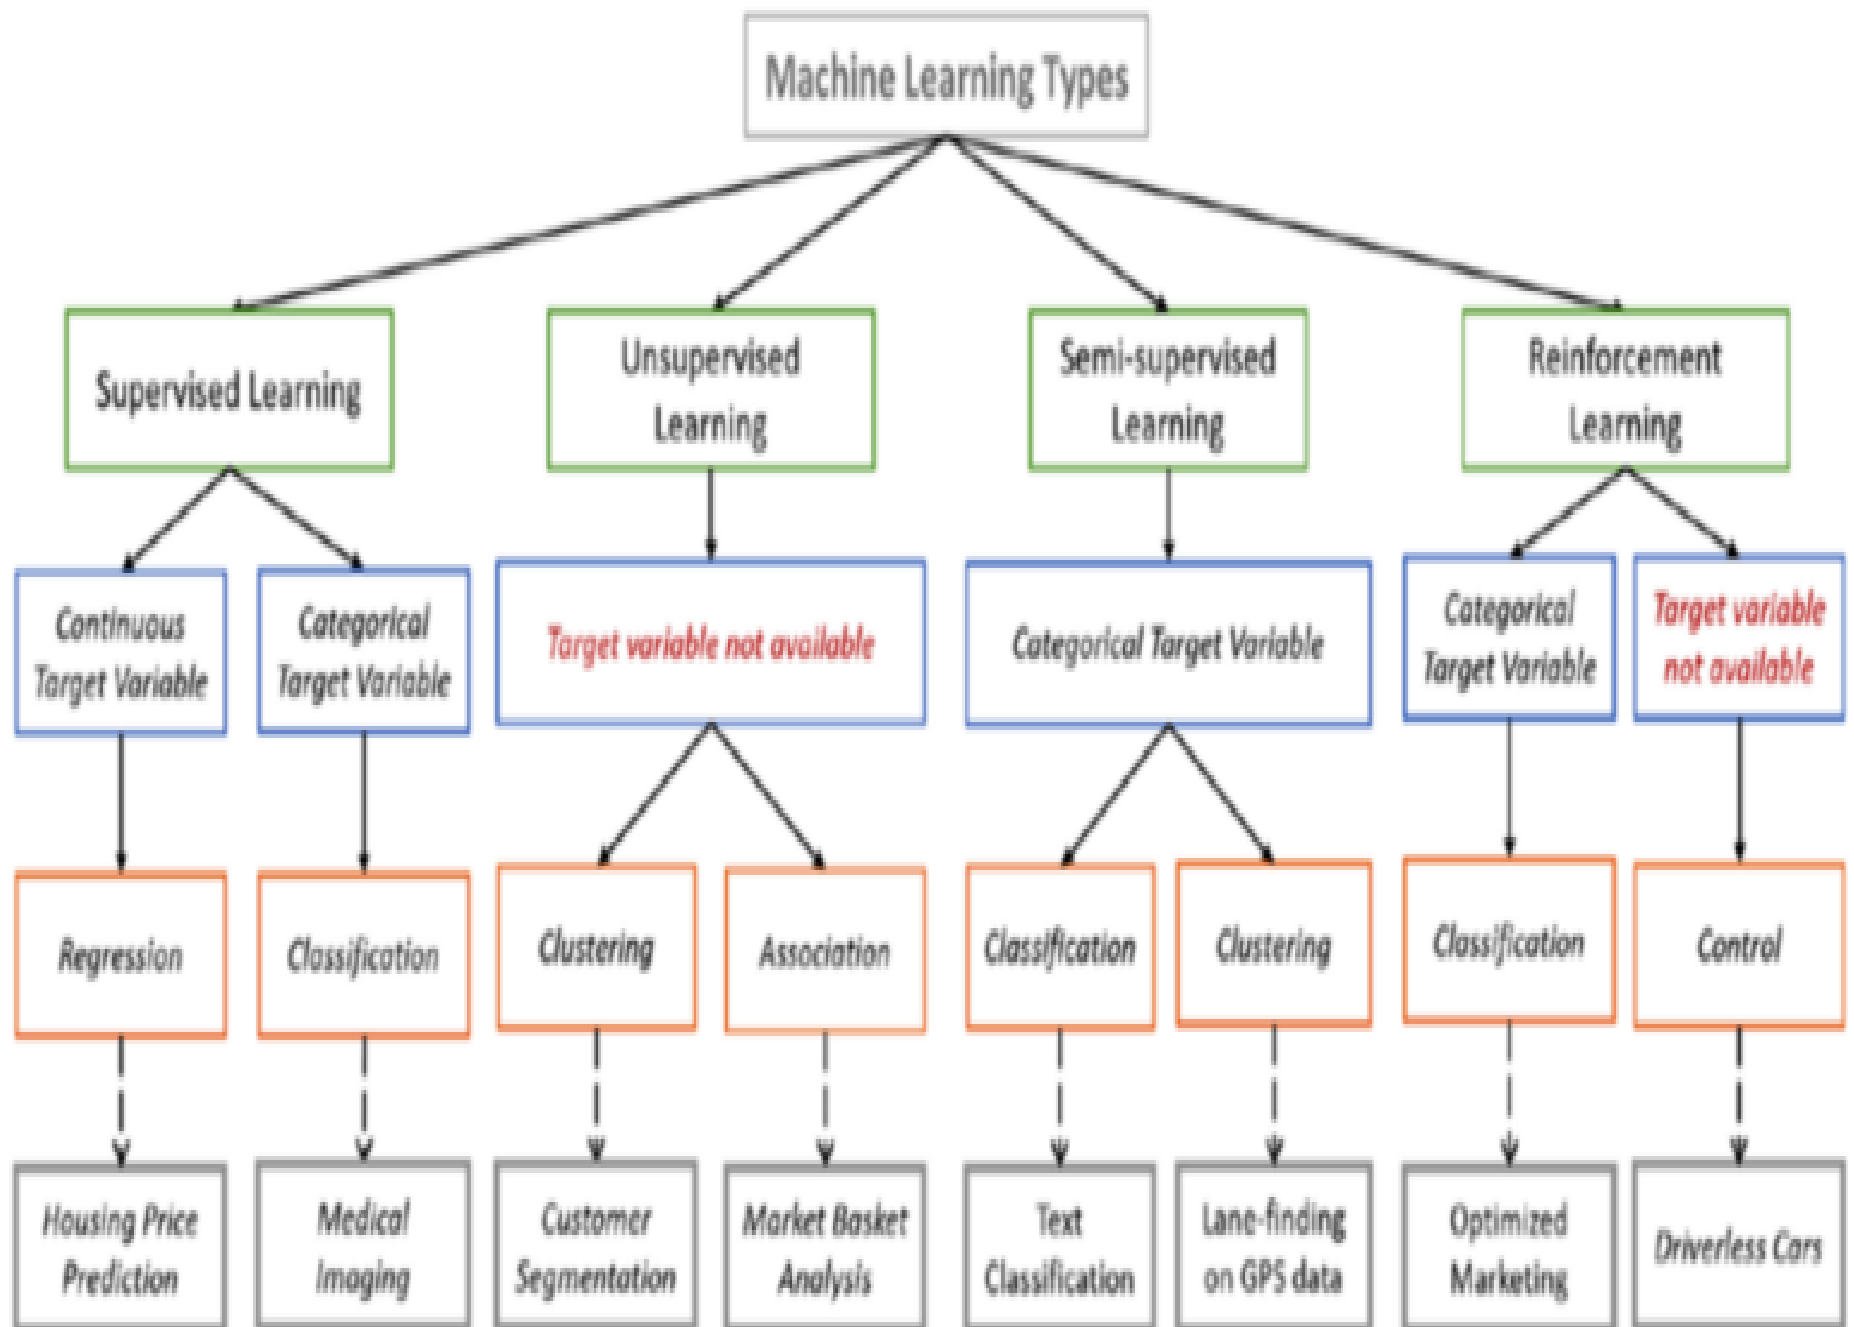 Machine Learning Types
Supervised Learning
Unsupervised
Learning
Semi-supervised
Learning
Reinforcement
Learning
Continuous
Target Variable
Categorical
Target Variable
Target variable not available
Categorical Target Variable
Categorical
Target Variable
Target variable
not available
Regression
Classification
Clustering
Association
Classification
Clustering
Classification
Control
Housing Price
Prediction
Medical
Imaging
Customer
Segmentation
Market Basket
Analysis
Text
Classification
Lane-finding
on GPS data
Optimized
Marketing
Driverless Cars